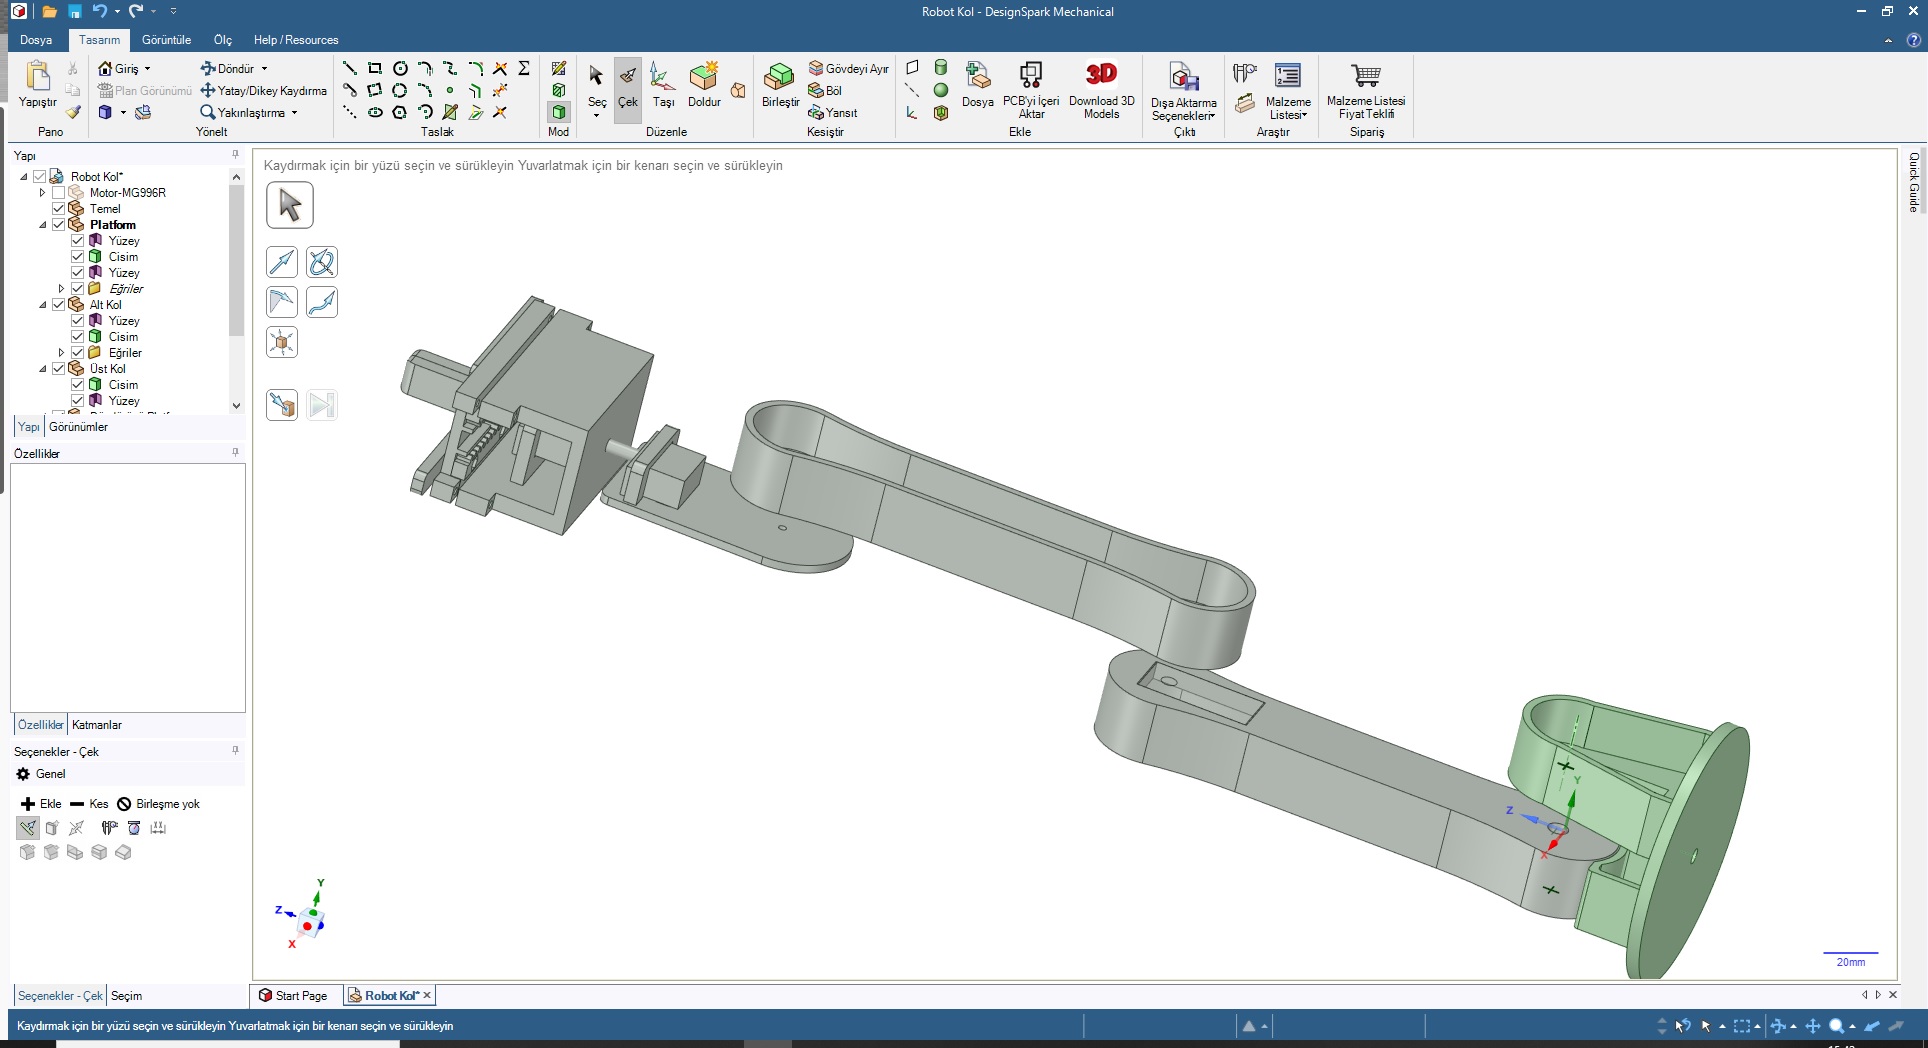 Robot Kol - DesignSpark Mechanical
Dosya Tasarım Görüntüle Ölç Help / Resources
Yapıştır
Pano
Giriş
Plan Görünümü
Döndür
Yatay/Dikey Kaydırma
Yakınlaştırma
Yönelt
Taslak
Mod
Seç Çek Taşı Doldur
Düzenle
Birleştir
Gövdeyi Ayır
Böl
Yansıt
Kesiştir
Dosya
PCB'yi İçeri Aktar
3D
Download 3D Models
Ekle
Dışa Aktarma Seçenekleri
Çıktı
Malzeme Listesi
Araştır
Malzeme Listesi Fiyat Teklifi
Sipariş
Yapı
Robot Kol*
Motor-MG996R
Temel
Platform
Yüzey
Cisim
Yüzey
Eğriler
Alt Kol
Yüzey
Cisim
Eğriler
Üst Kol
Cisim
Yüzey
Yapı Görünümler
Özellikler
Özellikler Katmanlar
Seçenekler - Çek
Genel
Ekle Kes Birleşme yok
Seçenekler - Çek Seçim
Kaydırmak için bir yüzü seçin ve sürükleyin Yuvarlatmak için bir kenarı seçin ve sürükleyin
Quick Guide
Y
Z
X
Y
Z
X
20mm
Start Page Robot Kol*
Kaydırmak için bir yüzü seçin ve sürükleyin Yuvarlatmak için bir kenarı seçin ve sürükleyin